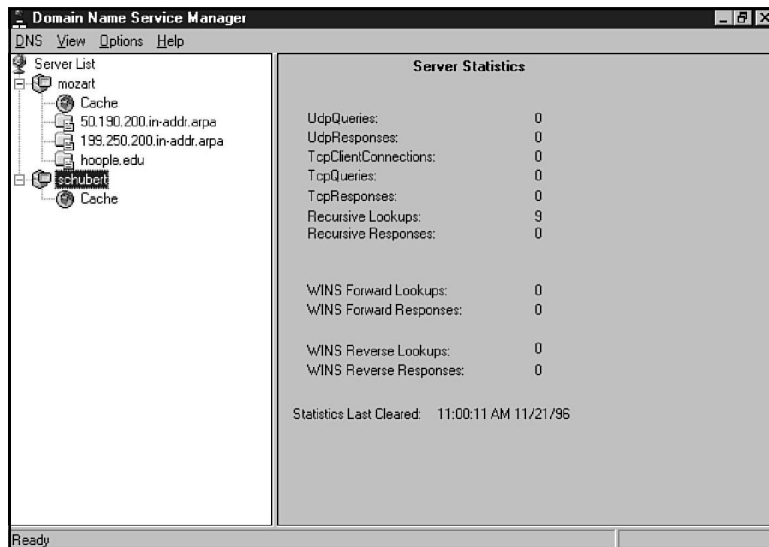 Domain Name Service Manager
DNS View Options Help
Server List
mozart
Cache
50.190.200.in-addr.arpa
199.250.200.in-addr.arpa
hoople.edu
schubert
Cache
Server Statistics
UdpQueries: 0
UdpResponses: 0
TcpClientConnections: 0
TcpQueries: 0
TcpResponses: 0
Recursive Lookups: 9
Recursive Responses: 0
WINS Forward Lookups: 0
WINS Forward Responses: 0
WINS Reverse Lookups: 0
WINS Reverse Responses: 0
Statistics Last Cleared: 11:00:11 AM 11/21/96
Ready